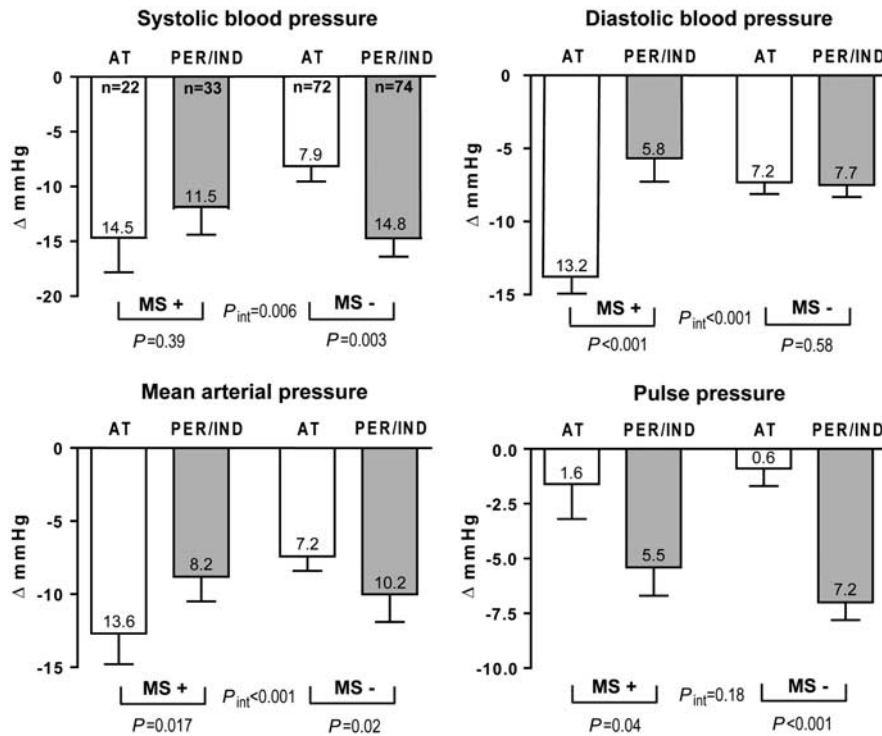 Systolic blood pressure
AT PER/IND AT PER/IND
0
n=22 n=33 n=72 n=74
-5
7.9
-10
11.5
14.5 14.8
-15
-20
Δ mmHg
MS + MS -
Pint=0.006
P=0.39 P=0.003
Diastolic blood pressure
AT PER/IND AT PER/IND
0
-5
5.8 7.2 7.7
-10
13.2
-15
Δ mmHg
MS + MS -
Pint<0.001
P<0.001 P=0.58
Mean arterial pressure
AT PER/IND AT PER/IND
0
-5
7.2
8.2
10.2
-10
13.6
-15
Δ mmHg
MS + MS -
Pint<0.001
P=0.017 P=0.02
Pulse pressure
AT PER/IND AT PER/IND
0.0
0.6
1.6
-2.5
5.5
-5.0
7.2
-7.5
-10.0
Δ mmHg
MS + MS -
Pint=0.18
P=0.04 P<0.001